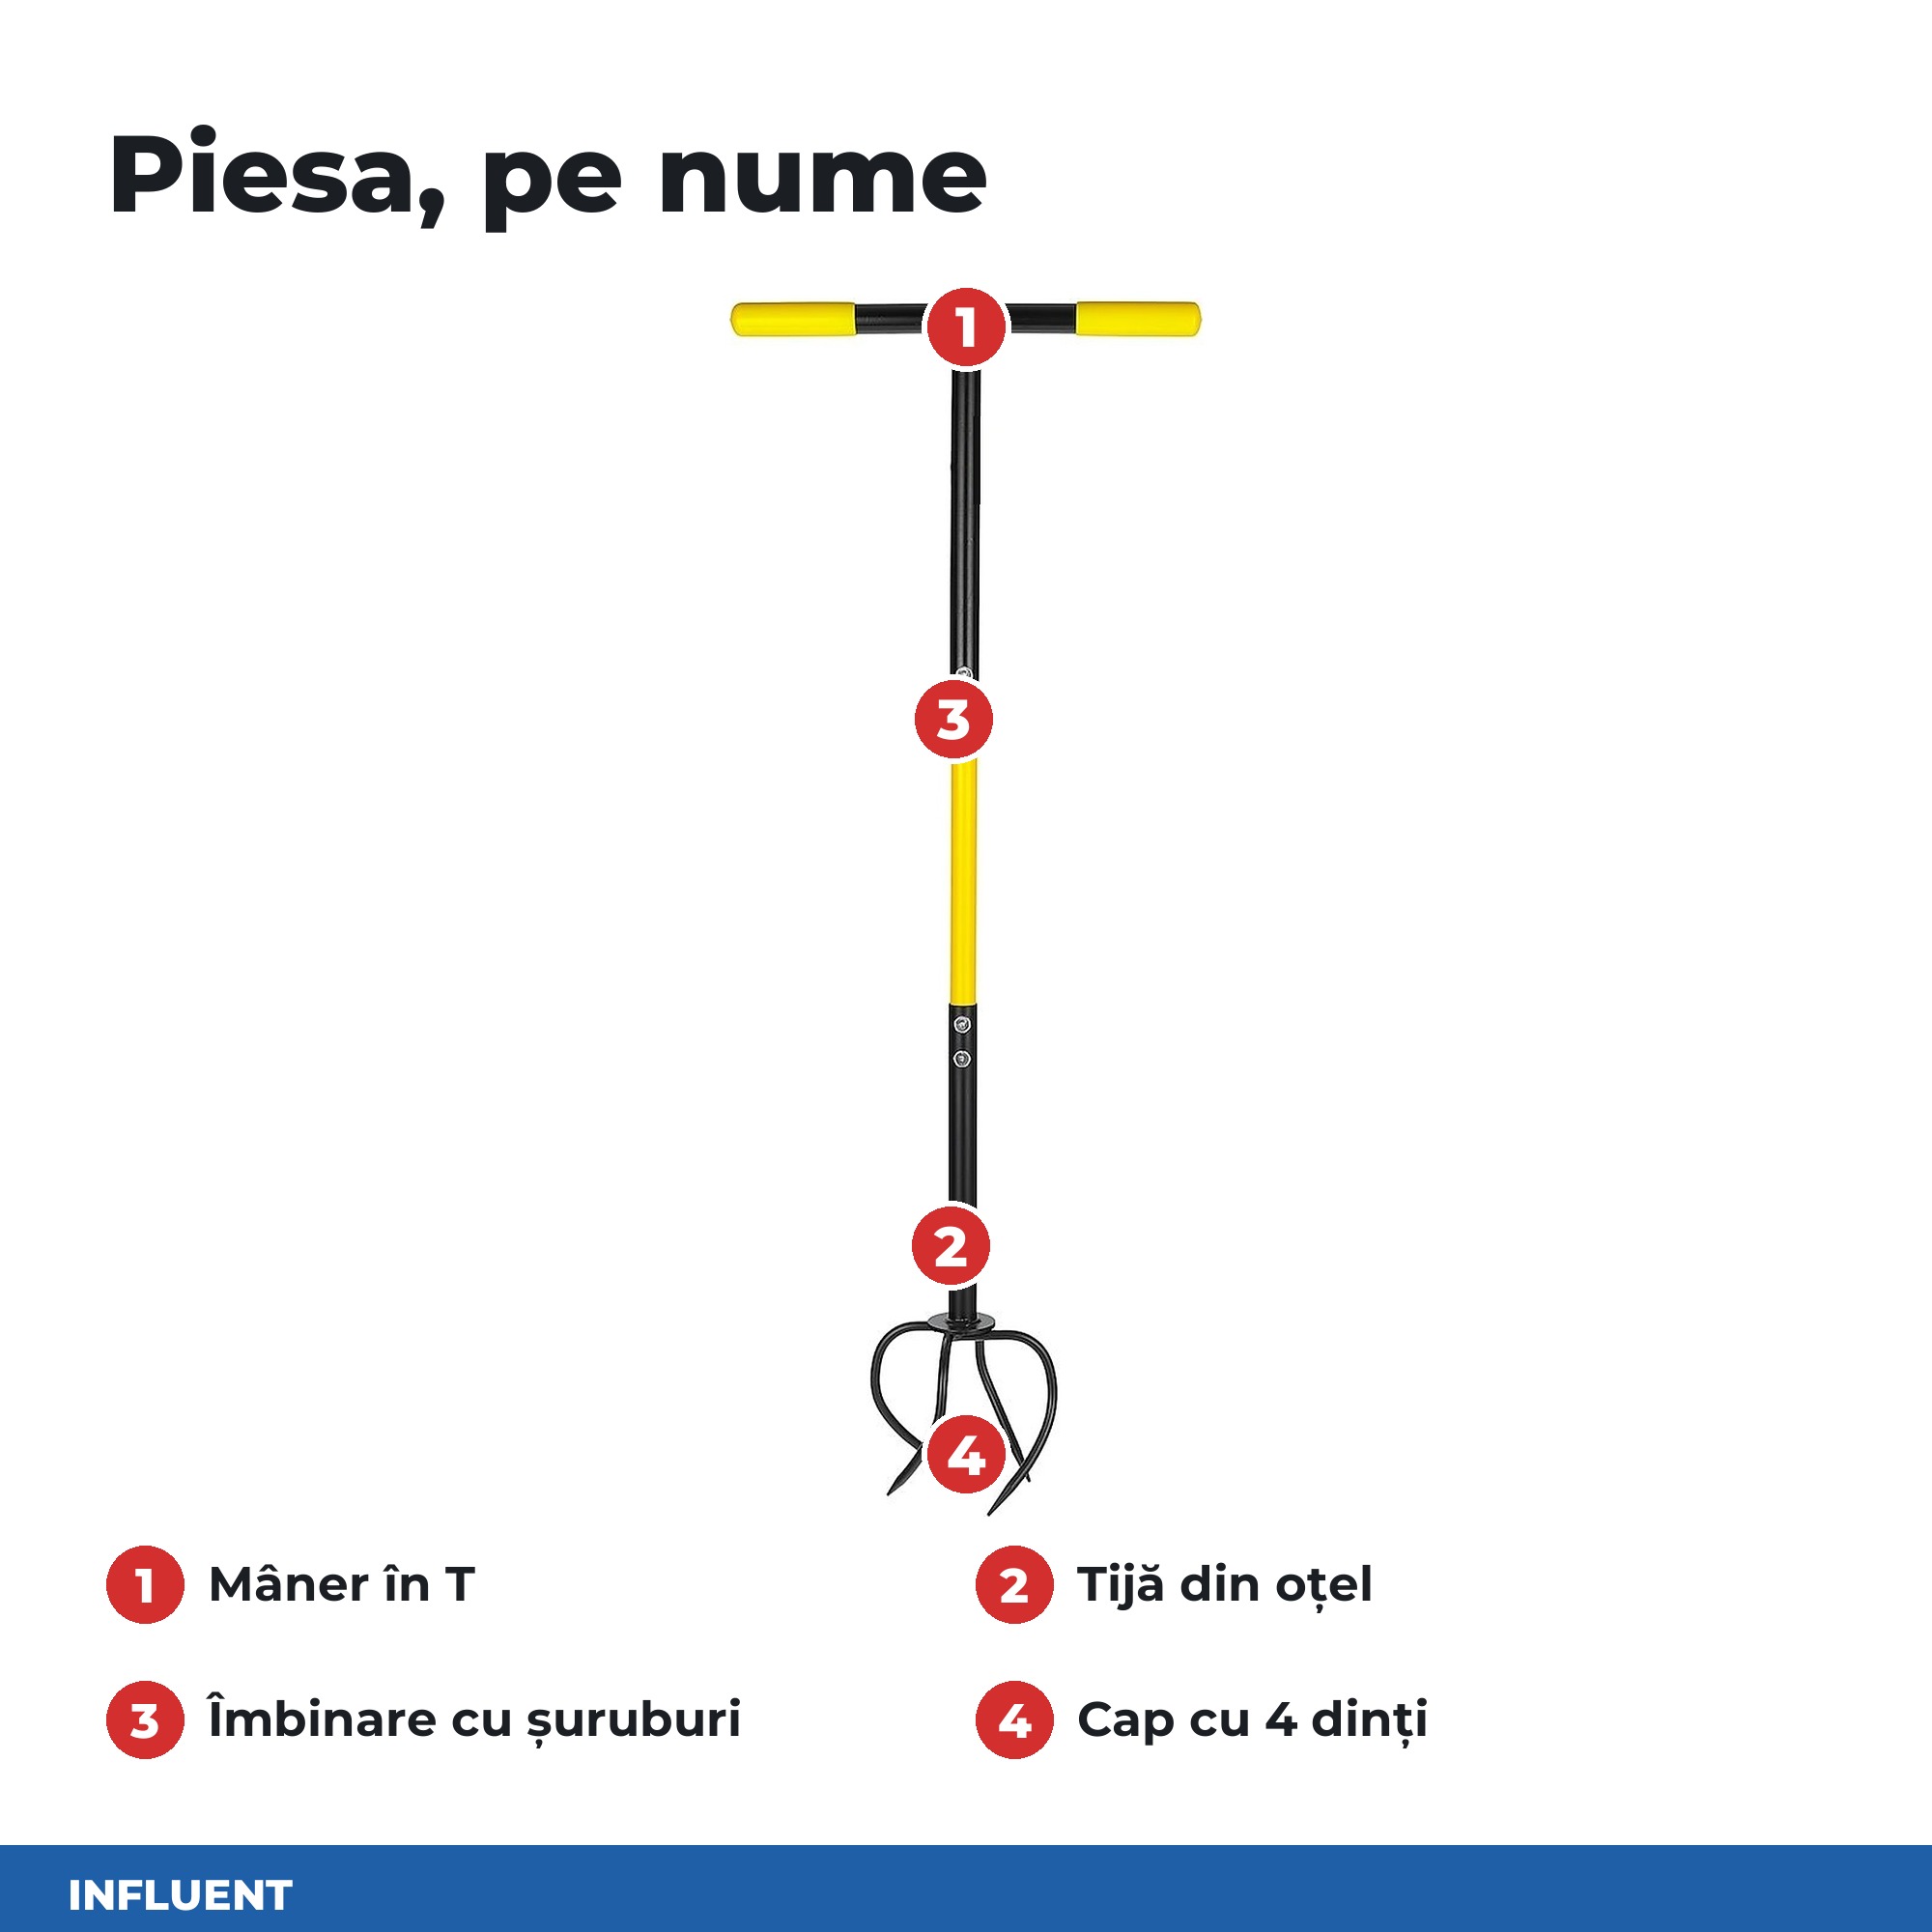 Piesa, pe nume
1
3
2
4
1 Mâner în T
2 Tijă din oțel
3 Îmbinare cu șuruburi
4 Cap cu 4 dinți
INFLUENT